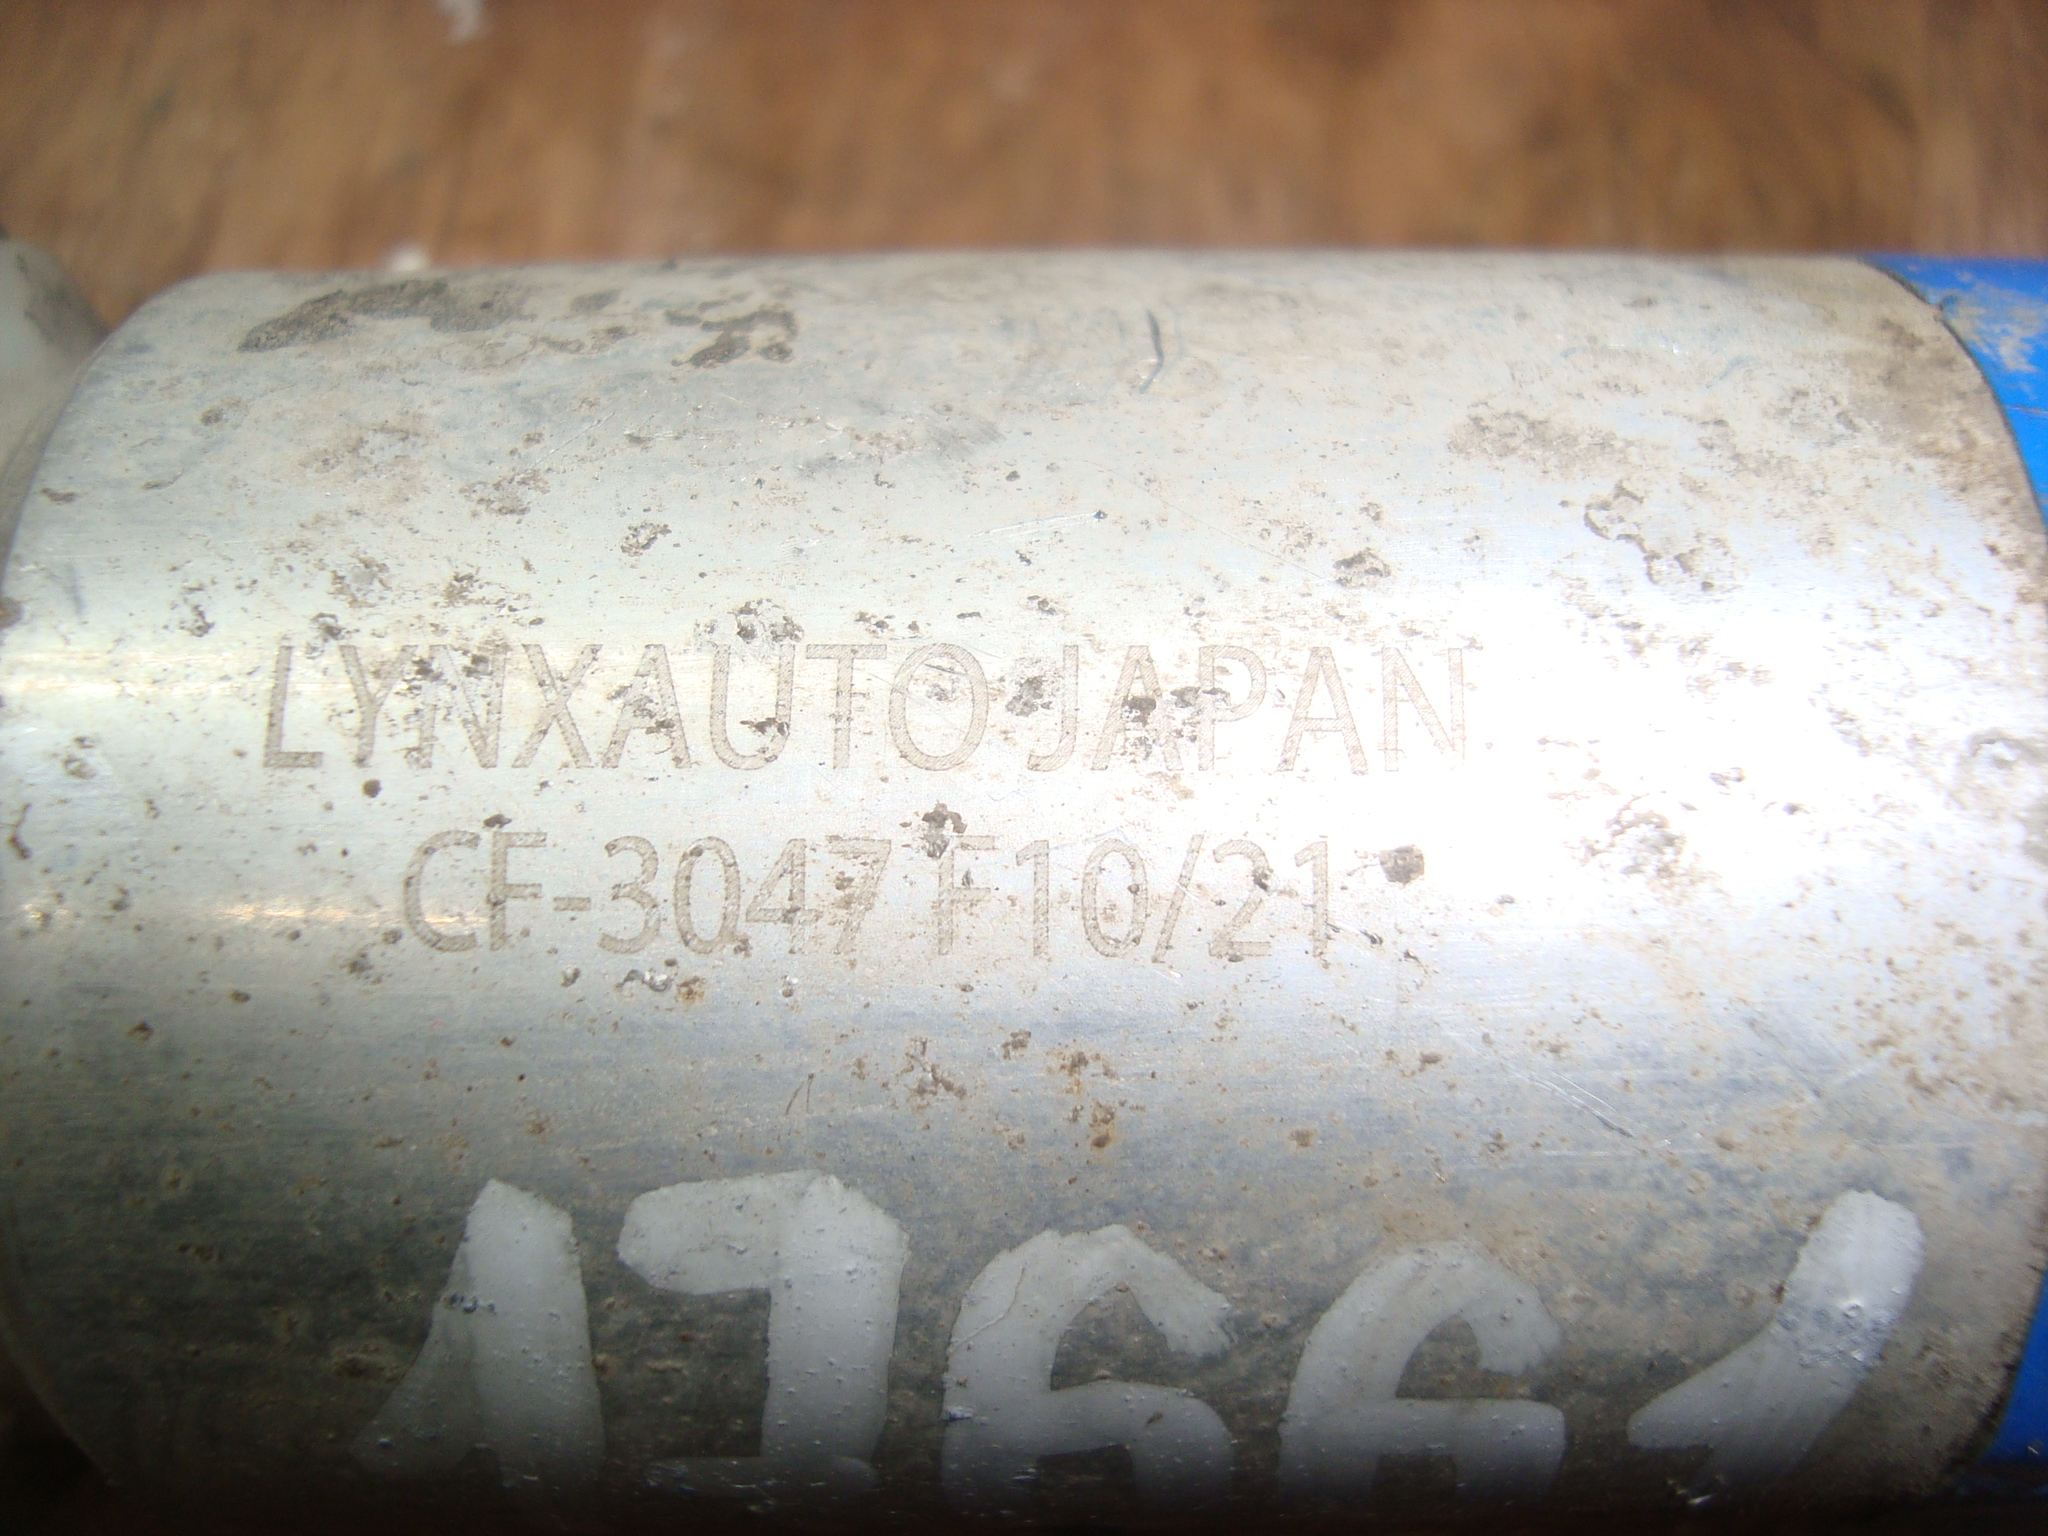 LYNXAUTO JAPAN
CF-3047 F10/21